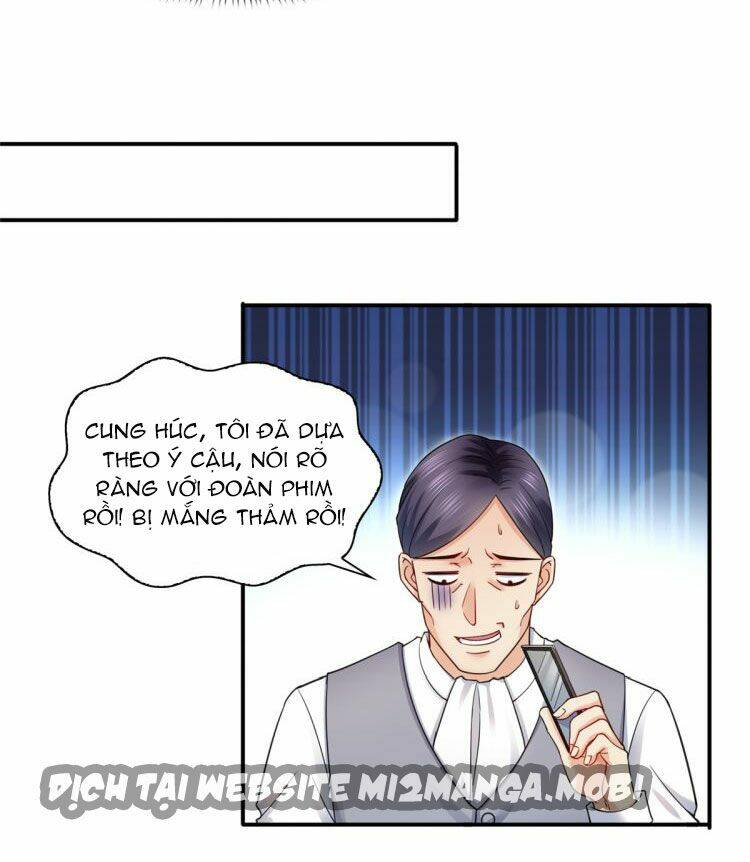 CUNG HÚC, TÔI ĐÃ DỰA
THEO Ý CẬU, NÓI RÕ
RÀNG VỚI ĐOÀN PHIM
RỒI! BỊ MẮNG THẢM RỒI!
DỊCH TẠI WEBSITE MI2MANGA.MOBI